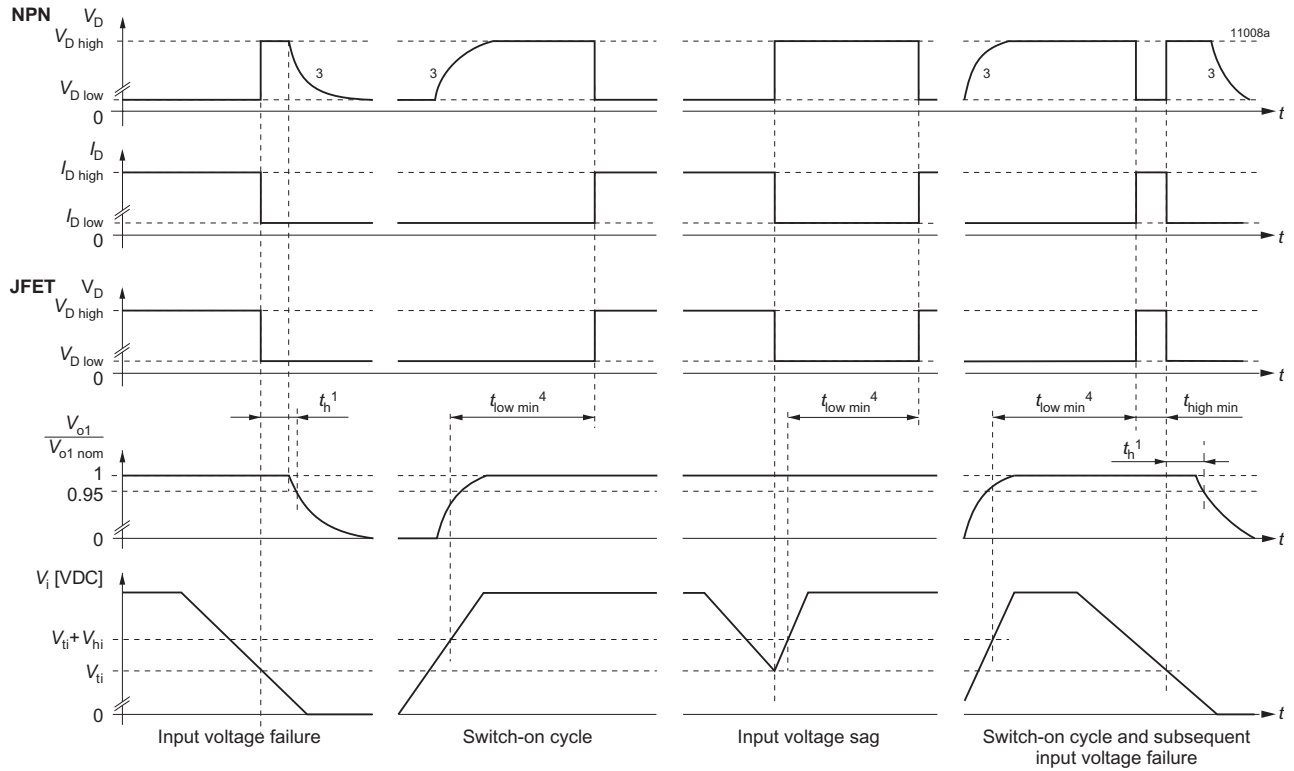 NPN
V_D
V_D high
V_D low
0
3
3
3
3
11008a
t
I_D
I_D high
I_D low
0
t
JFET
V_D
V_D high
V_D low
0
t
t_h^1
t_low min^4
t_low min^4
t_low min^4
t_high min
t_h^1
V_o1
V_o1 nom
1
0.95
0
t
V_i [VDC]
V_ti + V_hi
V_ti
0
t
Input voltage failure
Switch-on cycle
Input voltage sag
Switch-on cycle and subsequent
input voltage failure